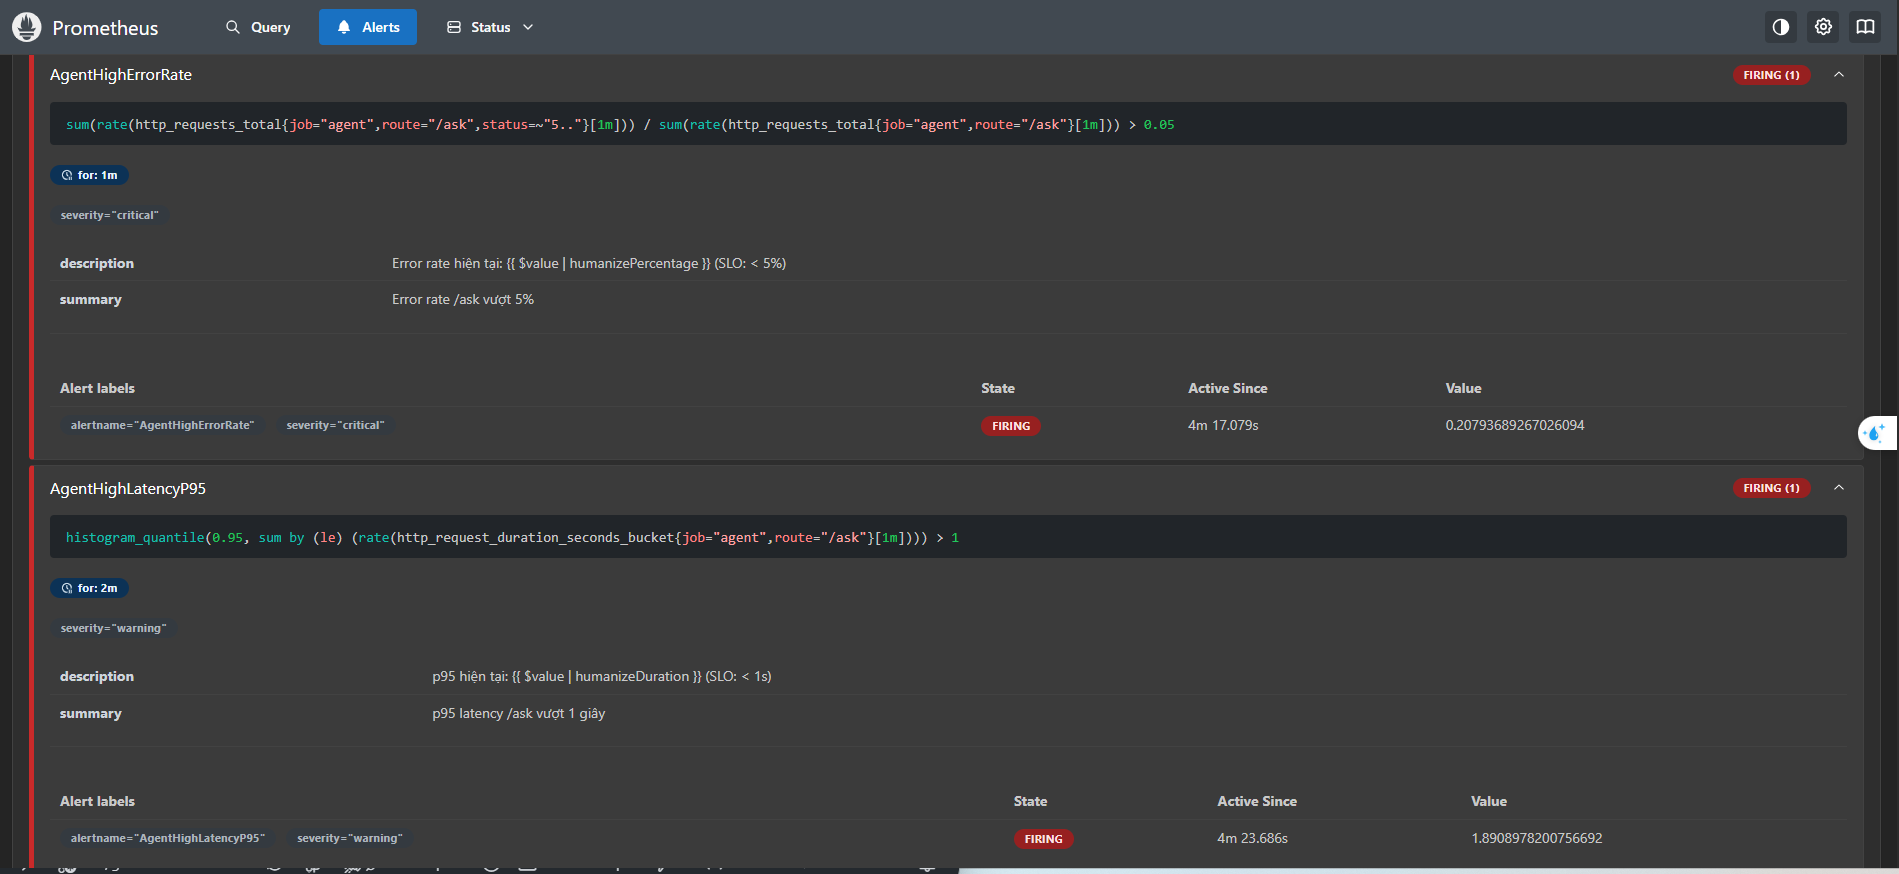 Prometheus Query Alerts Status
AgentHighErrorRate FIRING (1)
sum(rate(http_requests_total{job="agent",route="/ask",status=~"5.."}[1m])) / sum(rate(http_requests_total{job="agent",route="/ask"}[1m])) > 0.05
for: 1m
severity="critical"
description Error rate hiện tại: {{ $value | humanizePercentage }} (SLO: < 5%)
summary Error rate /ask vượt 5%
Alert labels State Active Since Value
alertname="AgentHighErrorRate" severity="critical" FIRING 4m 17.079s 0.20793689267026094
AgentHighLatencyP95 FIRING (1)
histogram_quantile(0.95, sum by (le) (rate(http_request_duration_seconds_bucket{job="agent",route="/ask"}[1m]))) > 1
for: 2m
severity="warning"
description p95 hiện tại: {{ $value | humanizeDuration }} (SLO: < 1s)
summary p95 latency /ask vượt 1 giây
Alert labels State Active Since Value
alertname="AgentHighLatencyP95" severity="warning" FIRING 4m 23.686s 1.8908978200756692